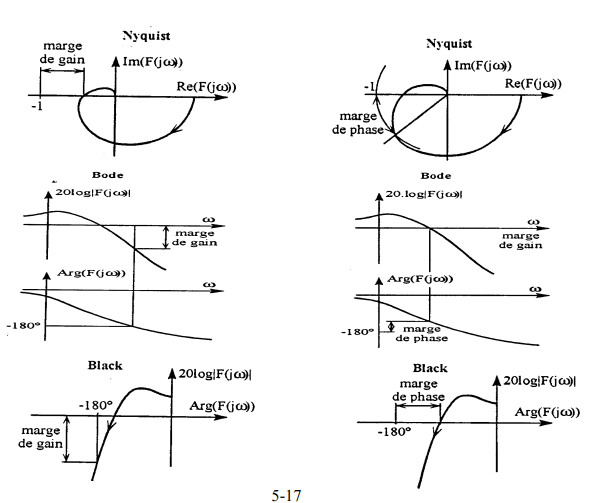 Nyquist
marge
de gain
Im(F(jω))
Re(F(jω))
-1
Bode
20log|F(jω)|
ω
marge
de gain
Arg(F(jω))
ω
-180°
Black
20log|F(jω)|
-180°
Arg(F(jω))
marge
de gain
Nyquist
Im(F(jω))
-1
Re(F(jω))
marge
de phase
Bode
20.log|F(jω)|
ω
marge
de gain
Arg(F(jω))
ω
-180°
marge
de phase
Black
marge
de phase
20log|F(jω)|
Arg(F(jω))
-180°
5-17